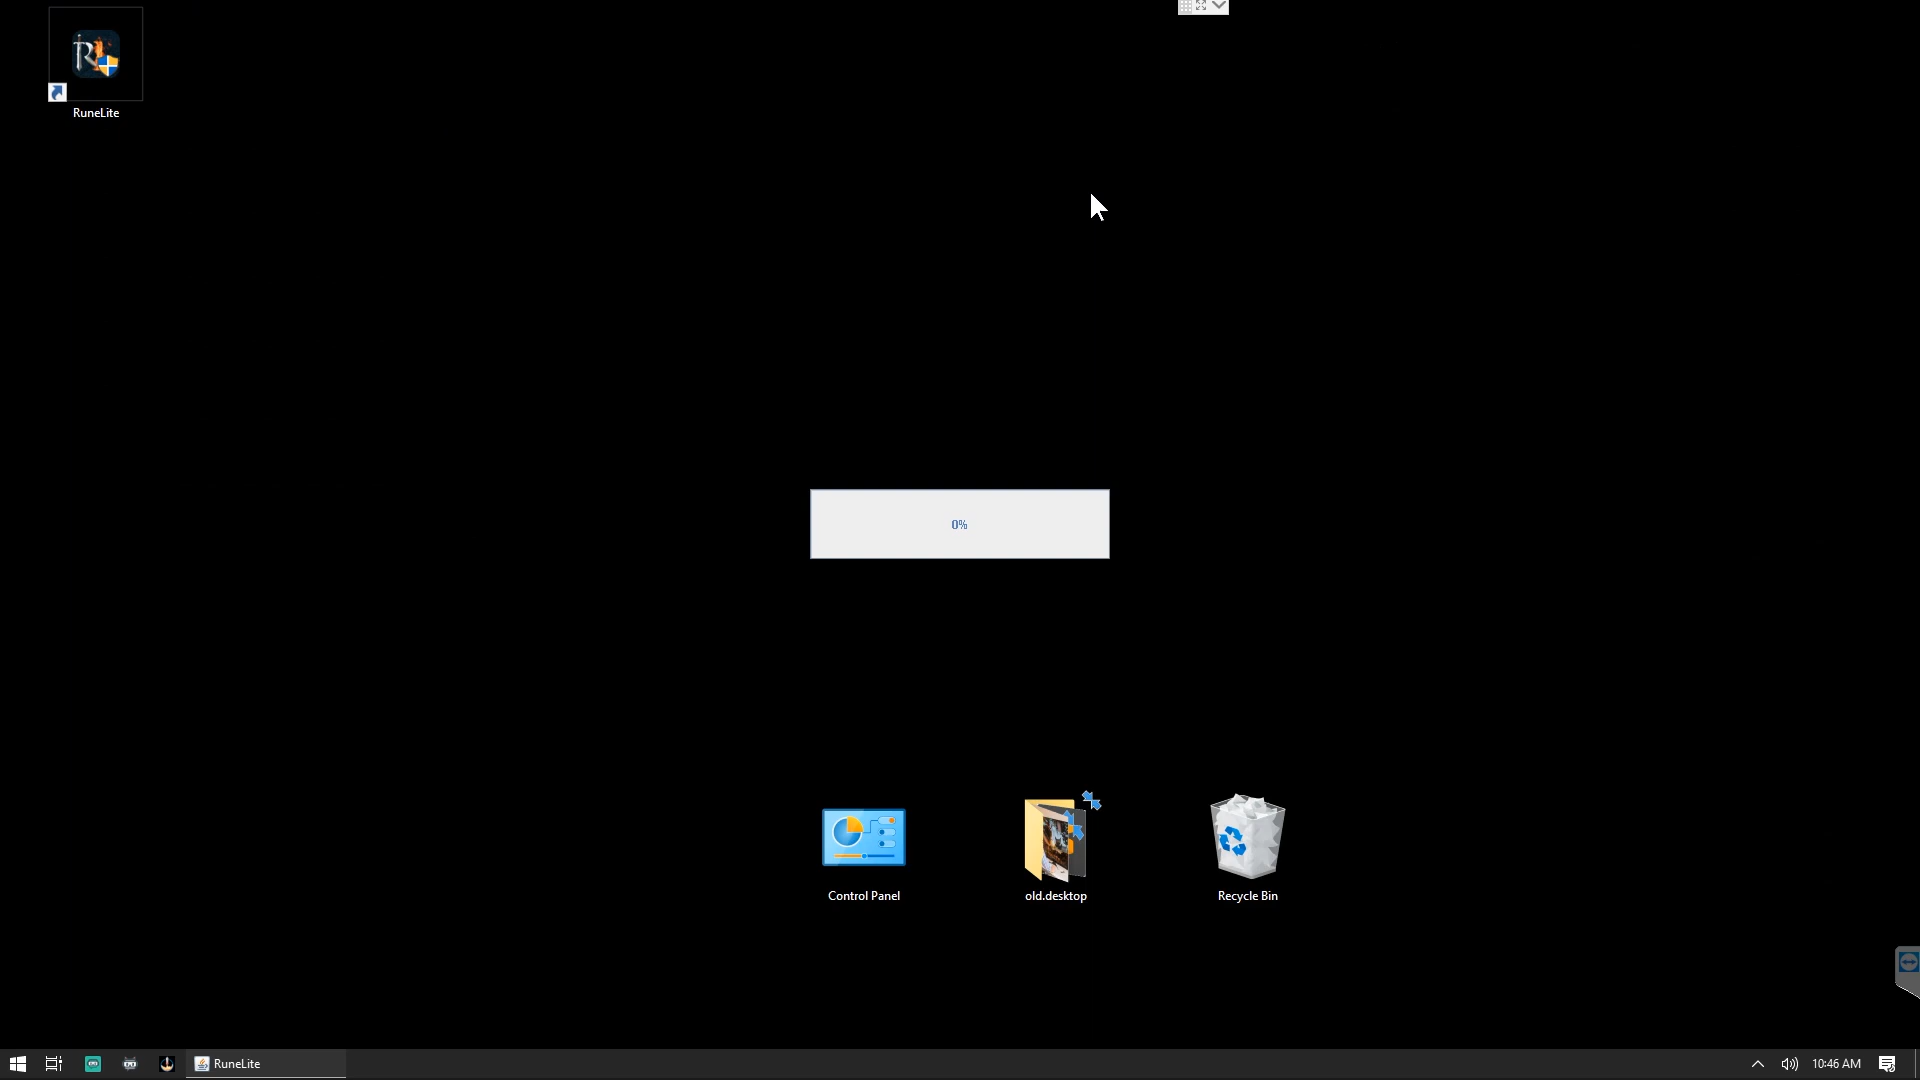 RuneLite
0%
Control Panel
old.desktop
Recycle Bin
RuneLite
10:46 AM